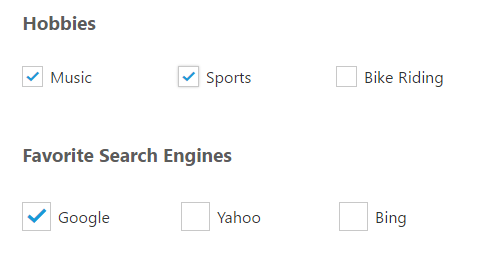 Hobbies
Music Sports Bike Riding
Favorite Search Engines
Google Yahoo Bing